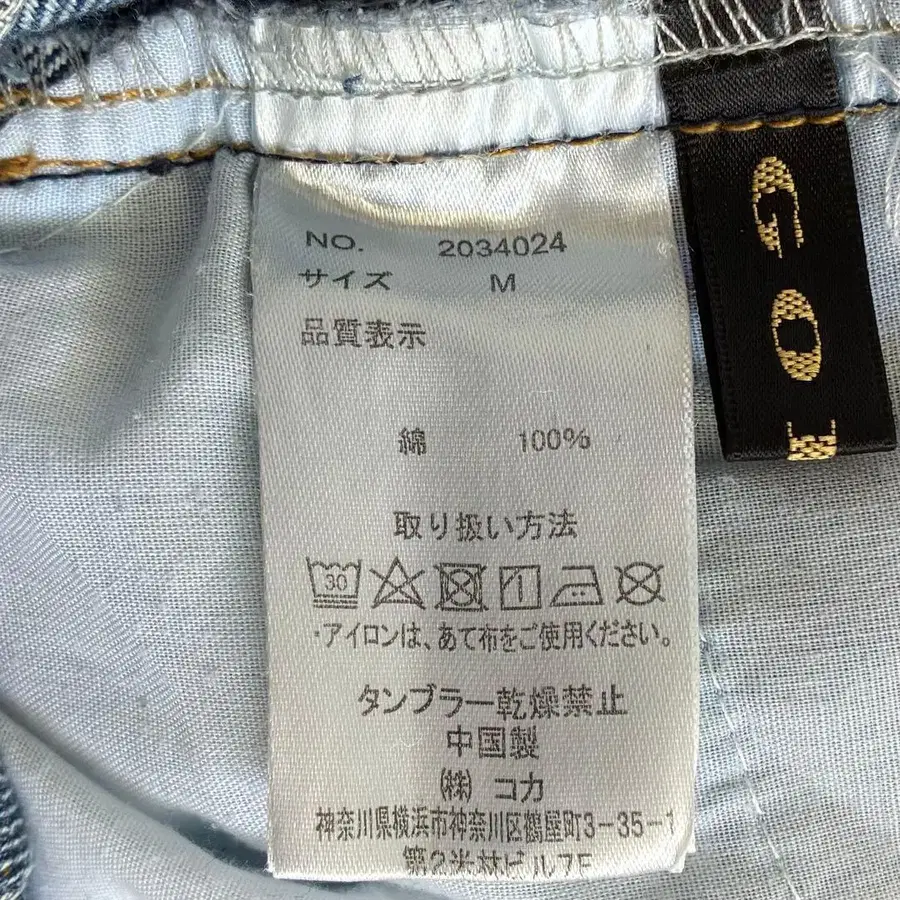 NO. 2034024
サイズ M
品質表示
綿 100%
取り扱い方法
30
・アイロンは、あて布をご使用ください。
タンブラー乾燥禁止
中国製
㈱ コカ
神奈川県横浜市神奈川区鶴屋町3-35-1
第2米林ビル7F
GO